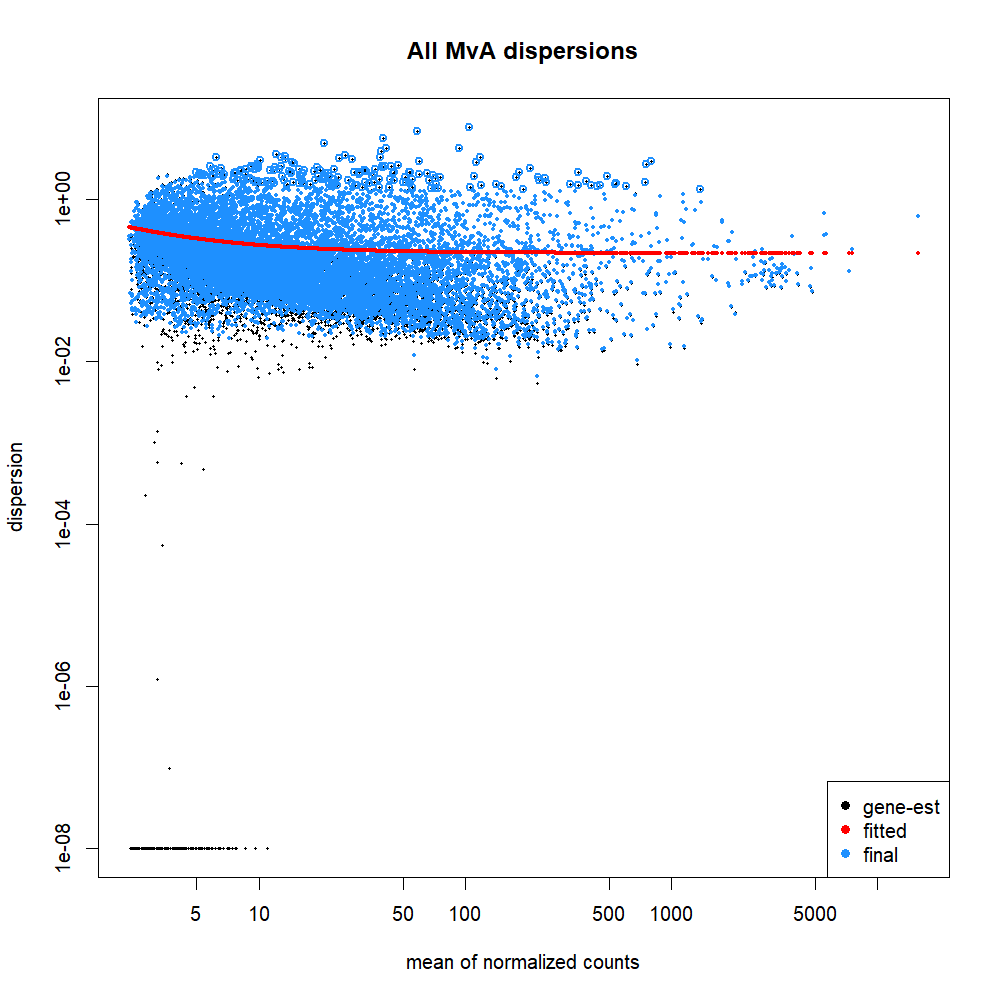 All MvA dispersions
dispersion
1e+00
1e-02
1e-04
1e-06
1e-08
gene-est
fitted
final
5 10 50 100 500 1000 5000
mean of normalized counts